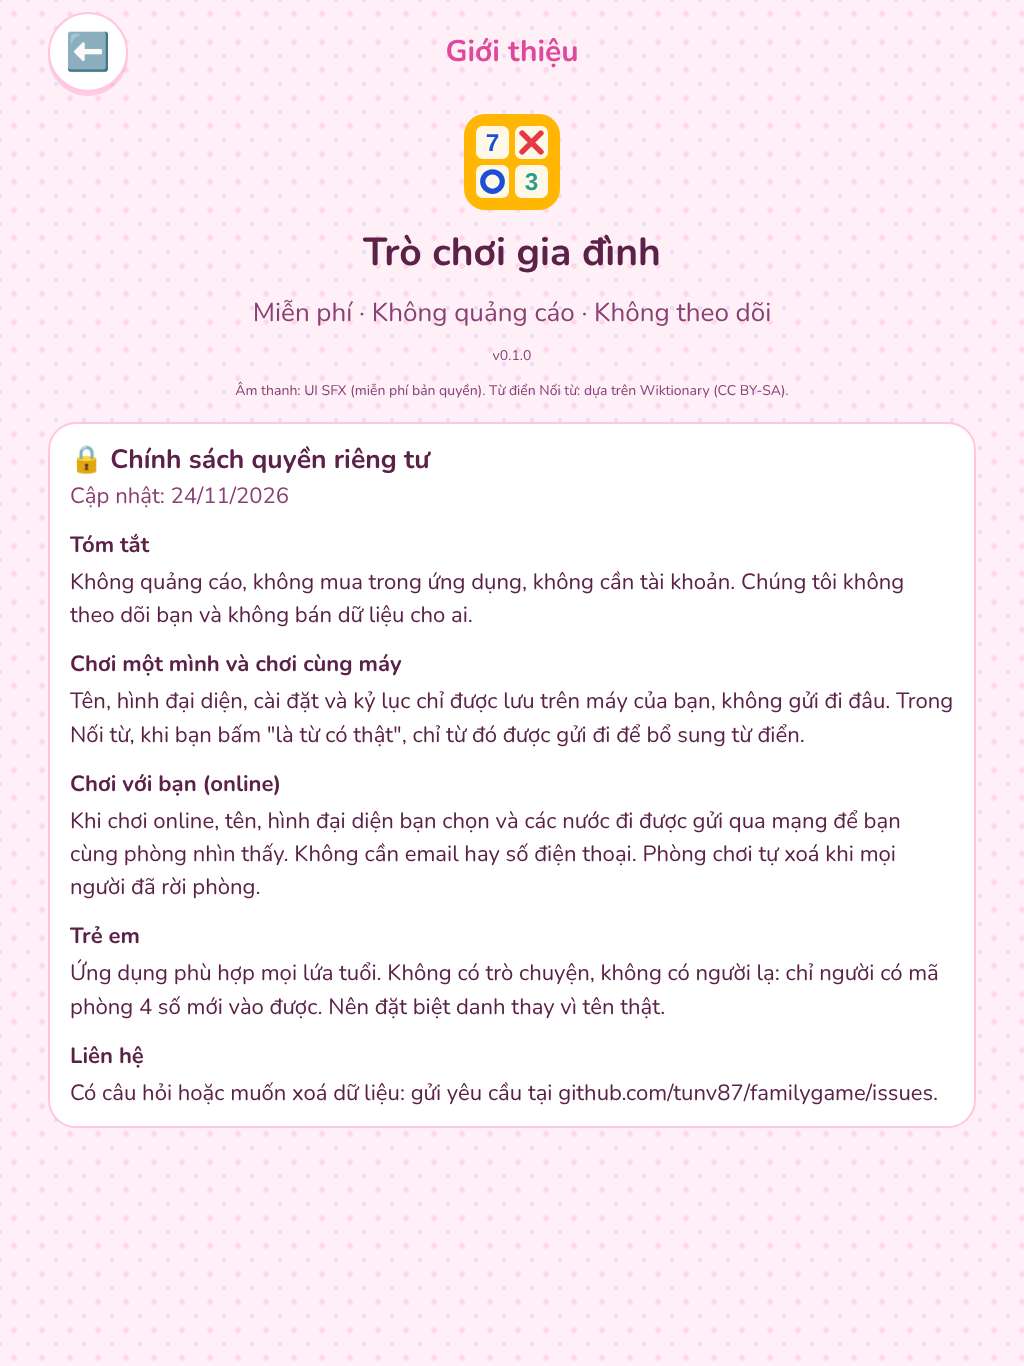 Giới thiệu
7
3
Trò chơi gia đình
Miễn phí · Không quảng cáo · Không theo dõi
v0.1.0
Âm thanh: UI SFX (miễn phí bản quyền). Từ điển Nối từ: dựa trên Wiktionary (CC BY-SA).
🔒 Chính sách quyền riêng tư
Cập nhật: 24/11/2026
Tóm tắt
Không quảng cáo, không mua trong ứng dụng, không cần tài khoản. Chúng tôi không
theo dõi bạn và không bán dữ liệu cho ai.
Chơi một mình và chơi cùng máy
Tên, hình đại diện, cài đặt và kỷ lục chỉ được lưu trên máy của bạn, không gửi đi đâu. Trong
Nối từ, khi bạn bấm "là từ có thật", chỉ từ đó được gửi đi để bổ sung từ điển.
Chơi với bạn (online)
Khi chơi online, tên, hình đại diện bạn chọn và các nước đi được gửi qua mạng để bạn
cùng phòng nhìn thấy. Không cần email hay số điện thoại. Phòng chơi tự xoá khi mọi
người đã rời phòng.
Trẻ em
Ứng dụng phù hợp mọi lứa tuổi. Không có trò chuyện, không có người lạ: chỉ người có mã
phòng 4 số mới vào được. Nên đặt biệt danh thay vì tên thật.
Liên hệ
Có câu hỏi hoặc muốn xoá dữ liệu: gửi yêu cầu tại github.com/tunv87/familygame/issues.